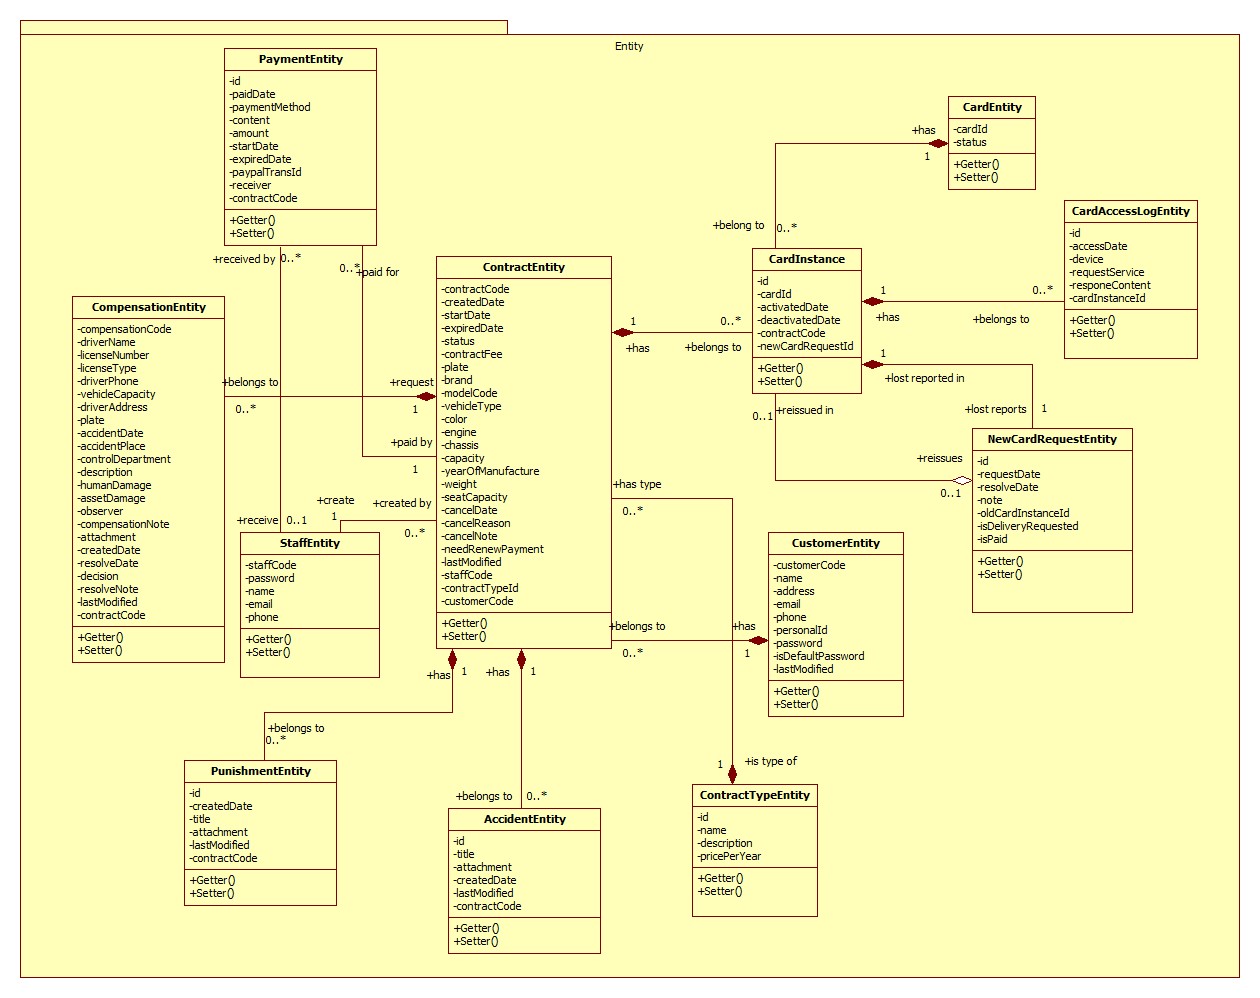 Entity
PaymentEntity
-id
-paidDate
-paymentMethod
-content
-amount
-startDate
-expiredDate
-paypalTransId
-receiver
-contractCode
+Getter()
+Setter()
+received by
0..*
0..*
+paid for
CardEntity
-cardId
-status
+Getter()
+Setter()
+has
1
+belong to
0..*
CardAccessLogEntity
-id
-accessDate
-device
-requestService
-responeContent
-cardInstanceId
+Getter()
+Setter()
CardInstance
-id
-cardId
-activatedDate
-deactivatedDate
-contractCode
-newCardRequestId
+Getter()
+Setter()
1
+has
0..*
+belongs to
1
+lost reported in
+lost reports
1
0..1
+reissued in
+reissues
0..1
ContractEntity
-contractCode
-createdDate
-startDate
-expiredDate
-status
-contractFee
-plate
-brand
-modelCode
-vehicleType
-color
-engine
-chassis
-capacity
-yearOfManufacture
-weight
-seatCapacity
-cancelDate
-cancelReason
-cancelNote
-needRenewPayment
-lastModified
-staffCode
-contractTypeId
-customerCode
+Getter()
+Setter()
1
+has
0..*
+belongs to
CompensationEntity
-compensationCode
-driverName
-licenseNumber
-licenseType
-driverPhone
-vehicleCapacity
-driverAddress
-plate
-accidentDate
-accidentPlace
-controlDepartment
-description
-humanDamage
-assetDamage
-observer
-compensationNote
-attachment
-createdDate
-resolveDate
-decision
-resolveNote
-lastModified
-contractCode
+Getter()
+Setter()
+belongs to
0..*
+request
1
+paid by
1
+create
1
+created by
0..*
+receive
0..1
StaffEntity
-staffCode
-password
-name
-email
-phone
+Getter()
+Setter()
NewCardRequestEntity
-id
-requestDate
-resolveDate
-note
-oldCardInstanceId
-isDeliveryRequested
-isPaid
+Getter()
+Setter()
+has type
0..*
CustomerEntity
-customerCode
-name
-address
-email
-phone
-personalId
-password
-isDefaultPassword
-lastModified
+Getter()
+Setter()
+belongs to
0..*
+has
1
+has
1
+has
1
+belongs to
0..*
PunishmentEntity
-id
-createdDate
-title
-attachment
-lastModified
-contractCode
+Getter()
+Setter()
+belongs to
0..*
AccidentEntity
-id
-title
-attachment
-createdDate
-lastModified
-contractCode
+Getter()
+Setter()
1
+is type of
ContractTypeEntity
-id
-name
-description
-pricePerYear
+Getter()
+Setter()